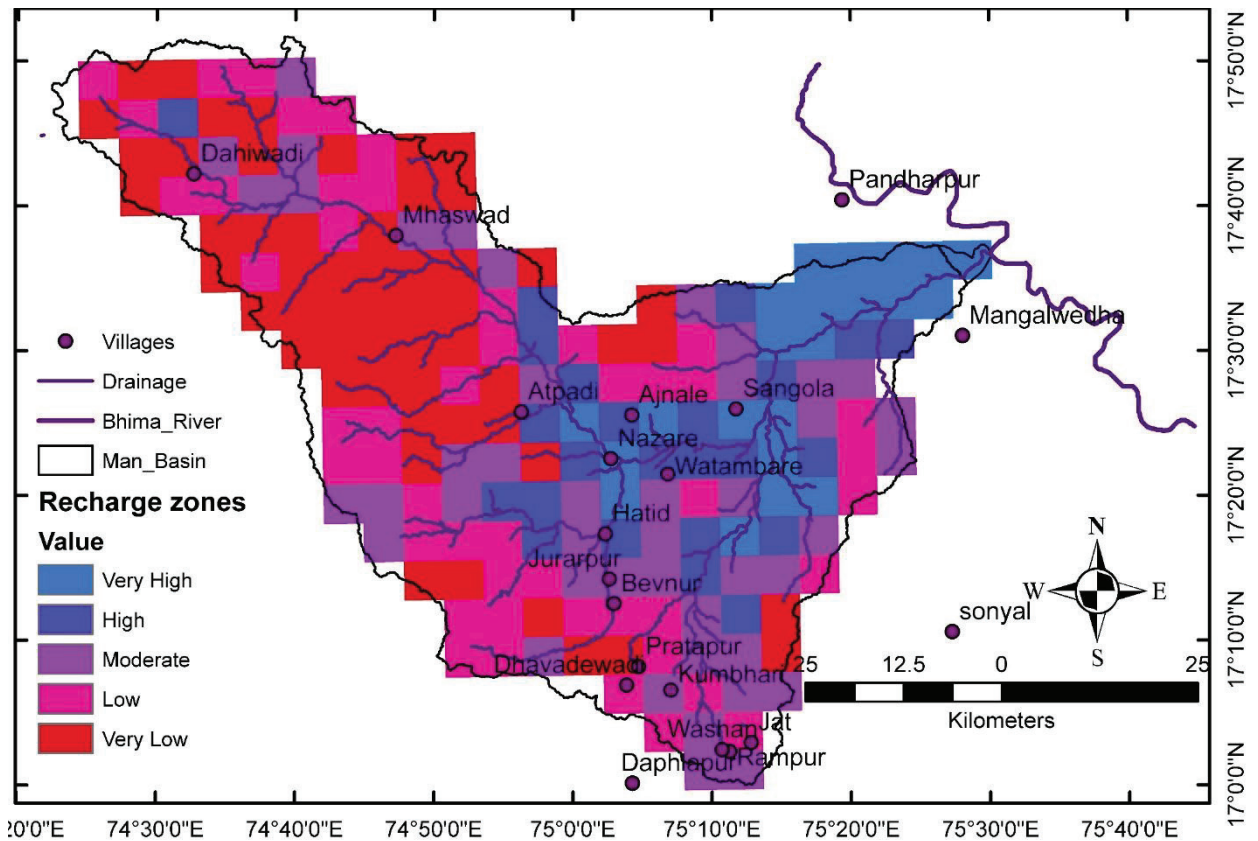 17°50'0"N
Dahiwadi
Pandharpur
17°40'0"N
Mhaswad
Mangalwedha
17°30'0"N
Atpadi
Ajnale
Sangola
Nazare
Watambare
17°20'0"N
Hatid
Jurarpur
Bevnur
sonyal
17°10'0"N
Pratapur
Dhavadewadi
Kumbhari
Washan
Jat
Rampur
Daphlapur
17°0'0"N
Villages
Drainage
Bhima_River
Man_Basin
Recharge zones
Value
Very High
High
Moderate
Low
Very Low
N
W
E
S
25 12.5 0 25
Kilometers
20'0"E 74°30'0"E 74°40'0"E 74°50'0"E 75°0'0"E 75°10'0"E 75°20'0"E 75°30'0"E 75°40'0"E